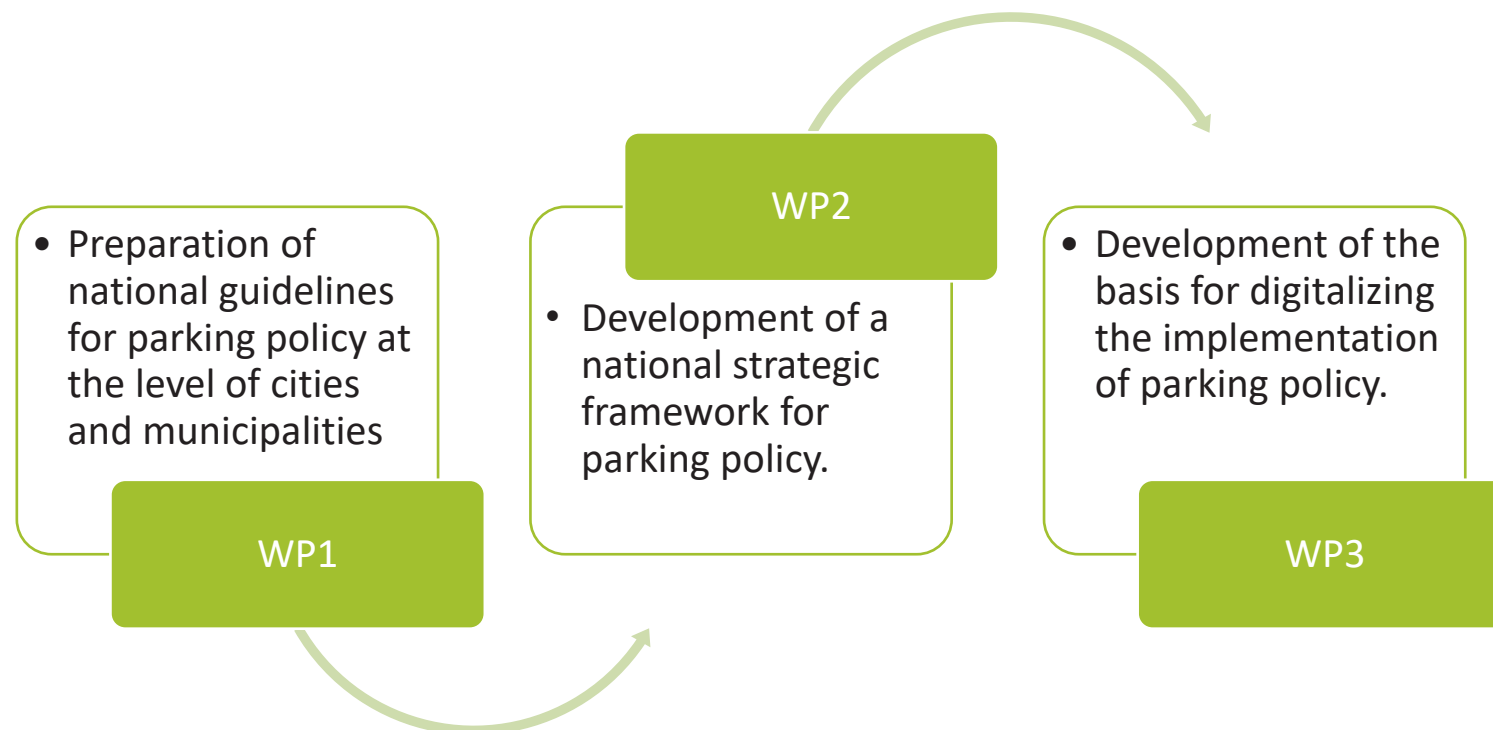 • Preparation of
national guidelines
for parking policy at
the level of cities
and municipalities
WP1
WP2
• Development of a
national strategic
framework for
parking policy.
• Development of the
basis for digitalizing
the implementation
of parking policy.
WP3